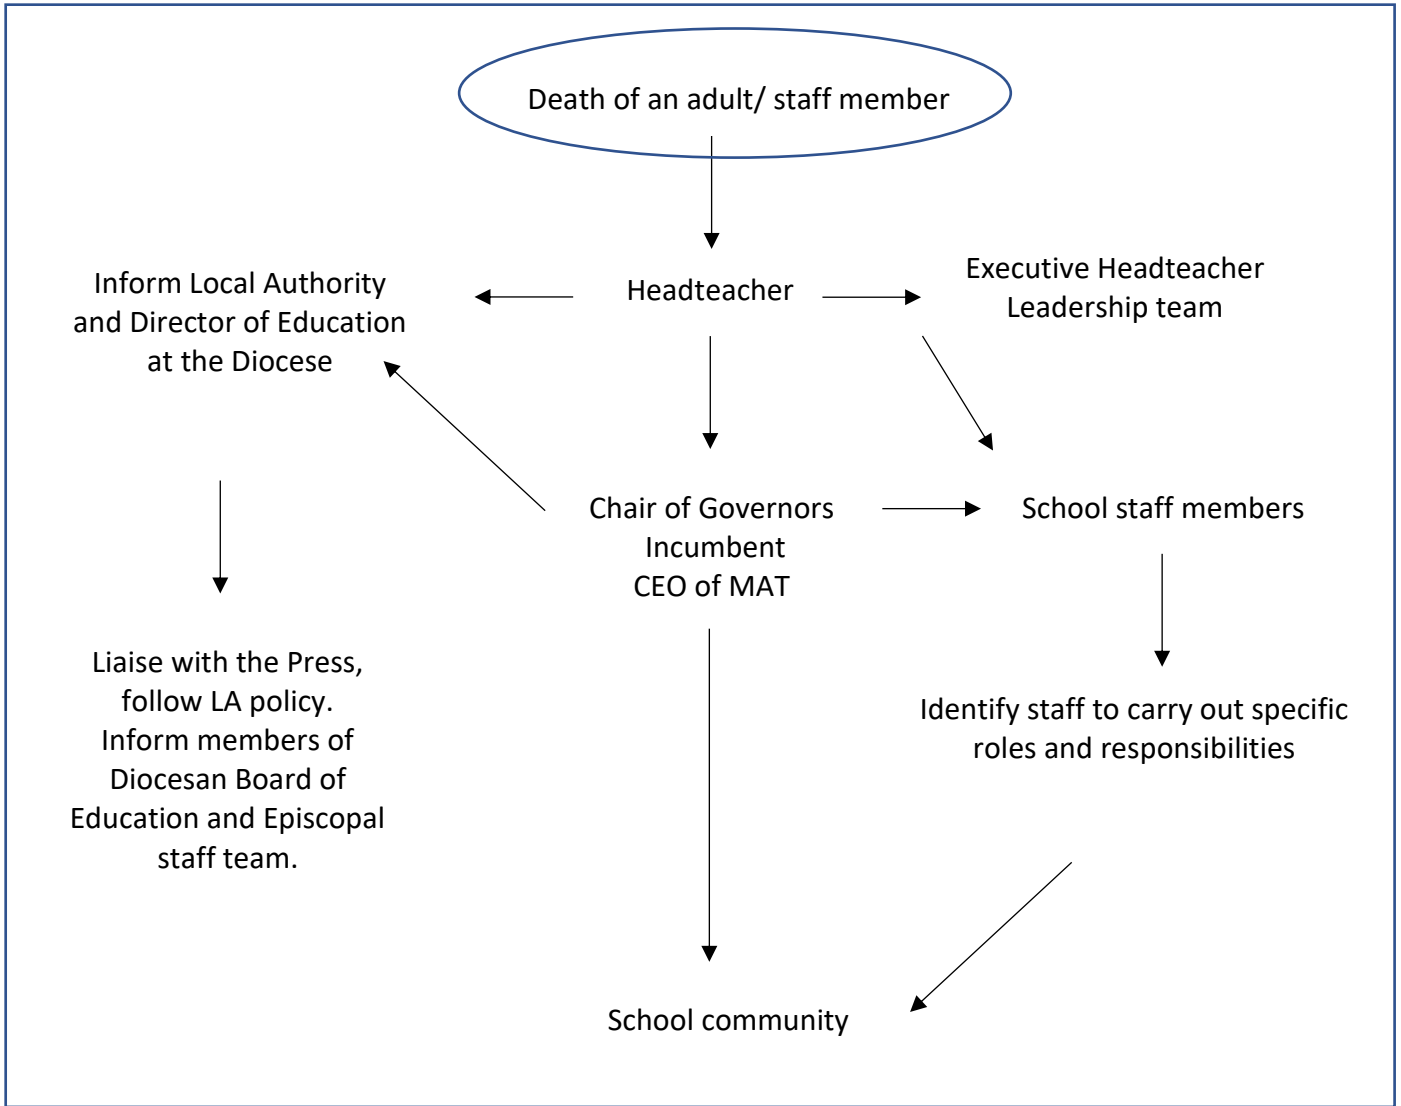 Death of an adult/ staff member
Inform Local Authority
and Director of Education
at the Diocese
Headteacher
Executive Headteacher
Leadership team
Chair of Governors
Incumbent
CEO of MAT
School staff members
Liaise with the Press,
follow LA policy.
Inform members of
Diocesan Board of
Education and Episcopal
staff team.
Identify staff to carry out specific
roles and responsibilities
School community